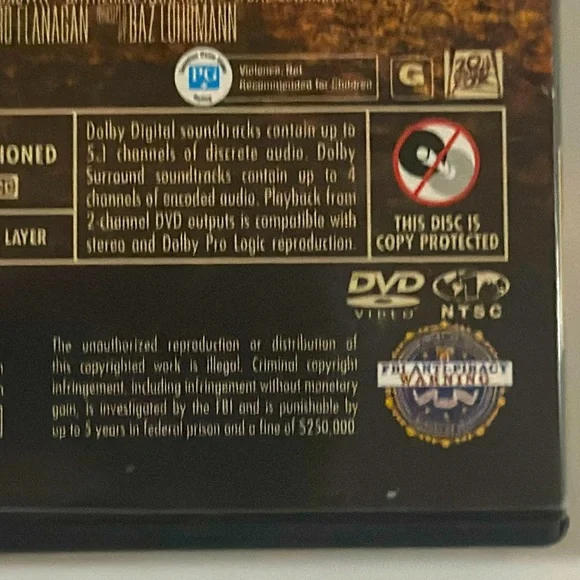 FLANAGAN BAZ LUHRMANN
PG
Violence, Not
Recommended for Children
G
IONED
LAYER
Dolby Digital soundtracks contain up to
5.1 channels of discrete audio. Dolby
Surround soundtracks contain up to 4
channels of encoded audio. Playback from
2-channel DVD outputs is compatible with
stereo and Dolby Pro Logic reproduction.
THIS DISC IS
COPY PROTECTED
DVD
VIDEO
NTSC
The unauthorized reproduction or distribution of
this copyrighted work is illegal. Criminal copyright
infringement, including infringement without monetary
gain, is investigated by the FBI and is punishable by
up to 5 years in federal prison and a fine of $250,000.
FBI ANTI-PIRACY
WARNING